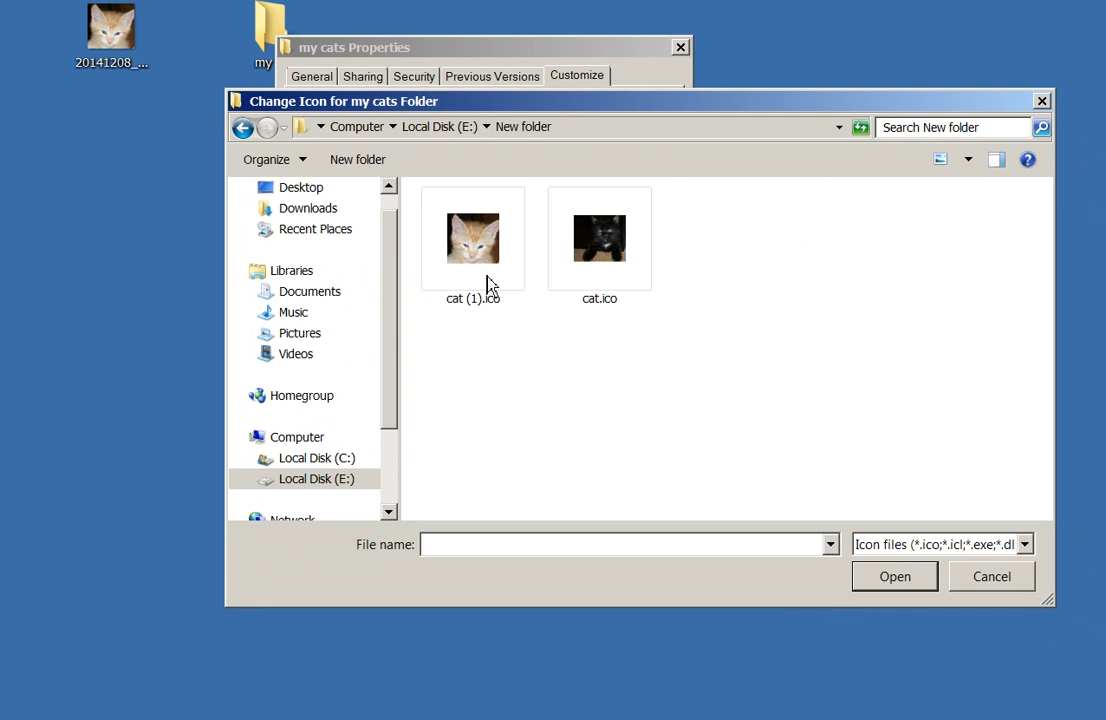 20141208_...
my
my cats Properties
General Sharing Security Previous Versions Customize
Change Icon for my cats Folder
Computer Local Disk (E:) New folder
Search New folder
Organize New folder
Desktop
Downloads
Recent Places
Libraries
Documents
Music
Pictures
Videos
Homegroup
Computer
Local Disk (C:)
Local Disk (E:)
Network
cat (1).ico
cat.ico
File name:
Icon files (*.ico;*.icl;*.exe;*.dl
Open Cancel